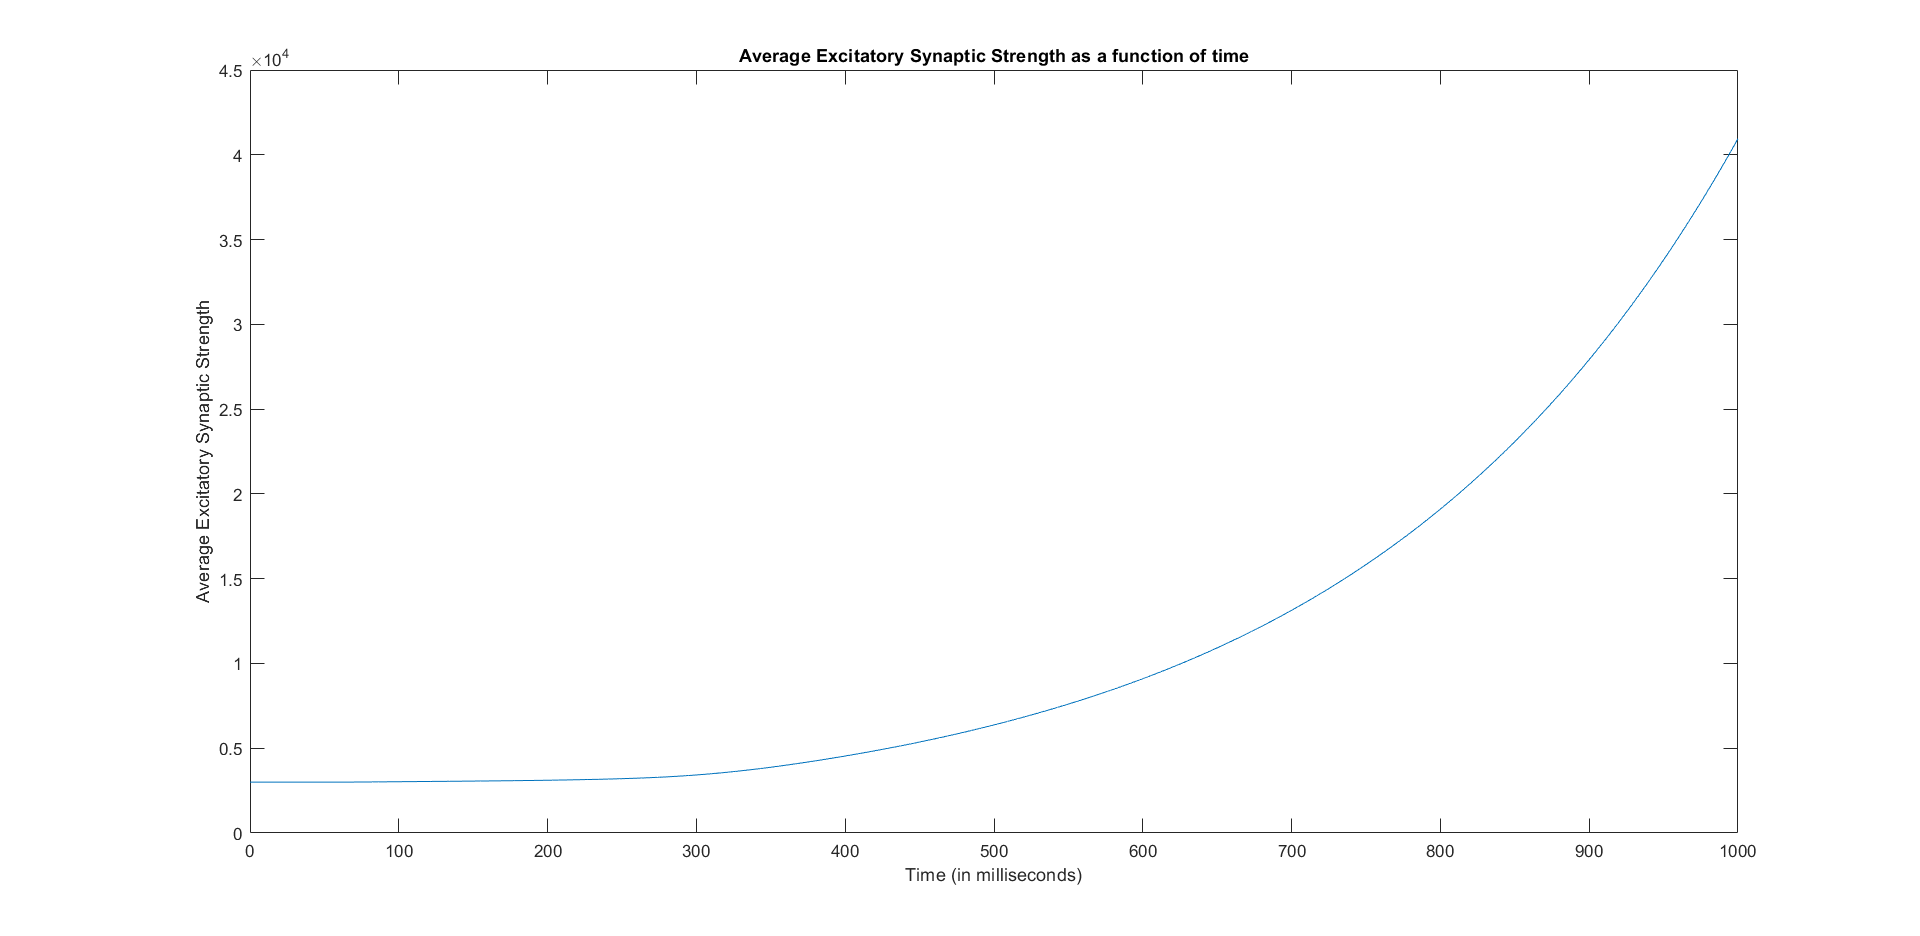 Average Excitatory Synaptic Strength as a function of time
×10⁴
4.5
4
3.5
3
2.5
2
1.5
1
0.5
0
Average Excitatory Synaptic Strength
0 100 200 300 400 500 600 700 800 900 1000
Time (in milliseconds)